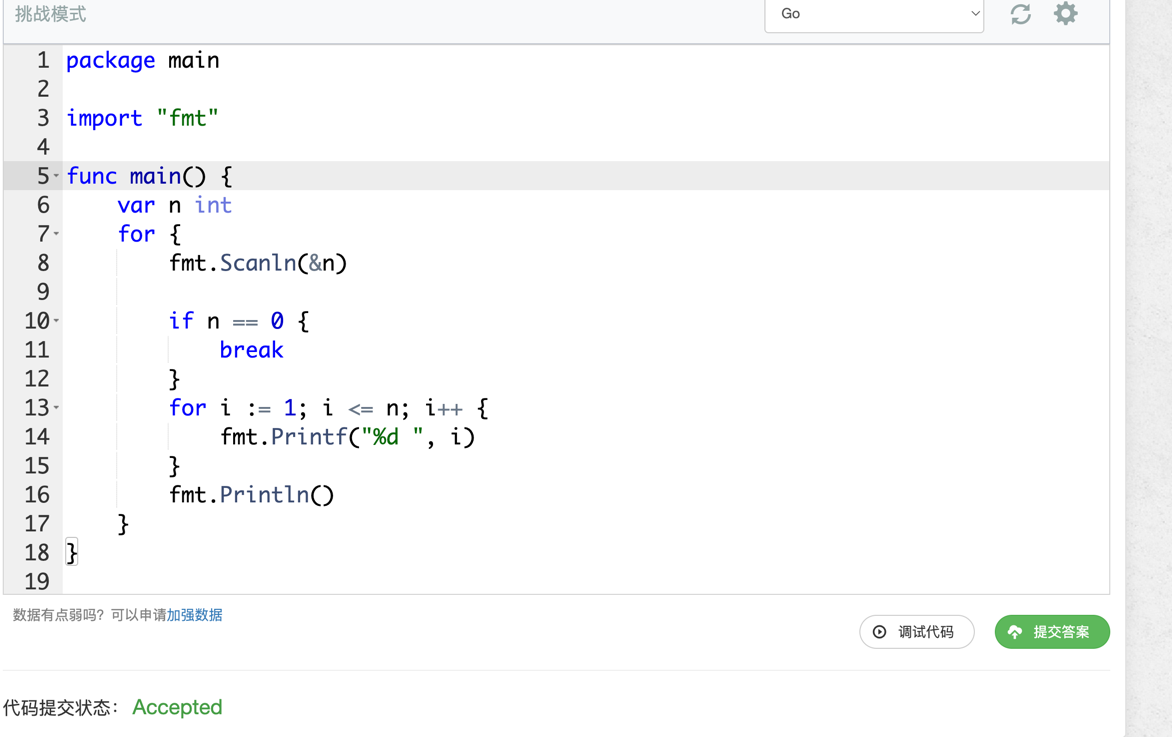 挑战模式
Go
1 package main
2
3 import "fmt"
4
5 func main() {
6     var n int
7     for {
8         fmt.Scanln(&n)
9
10         if n == 0 {
11             break
12         }
13         for i := 1; i <= n; i++ {
14             fmt.Printf("%d ", i)
15         }
16         fmt.Println()
17     }
18 }
19
数据有点弱吗？可以申请加强数据
调试代码
提交答案
代码提交状态： Accepted